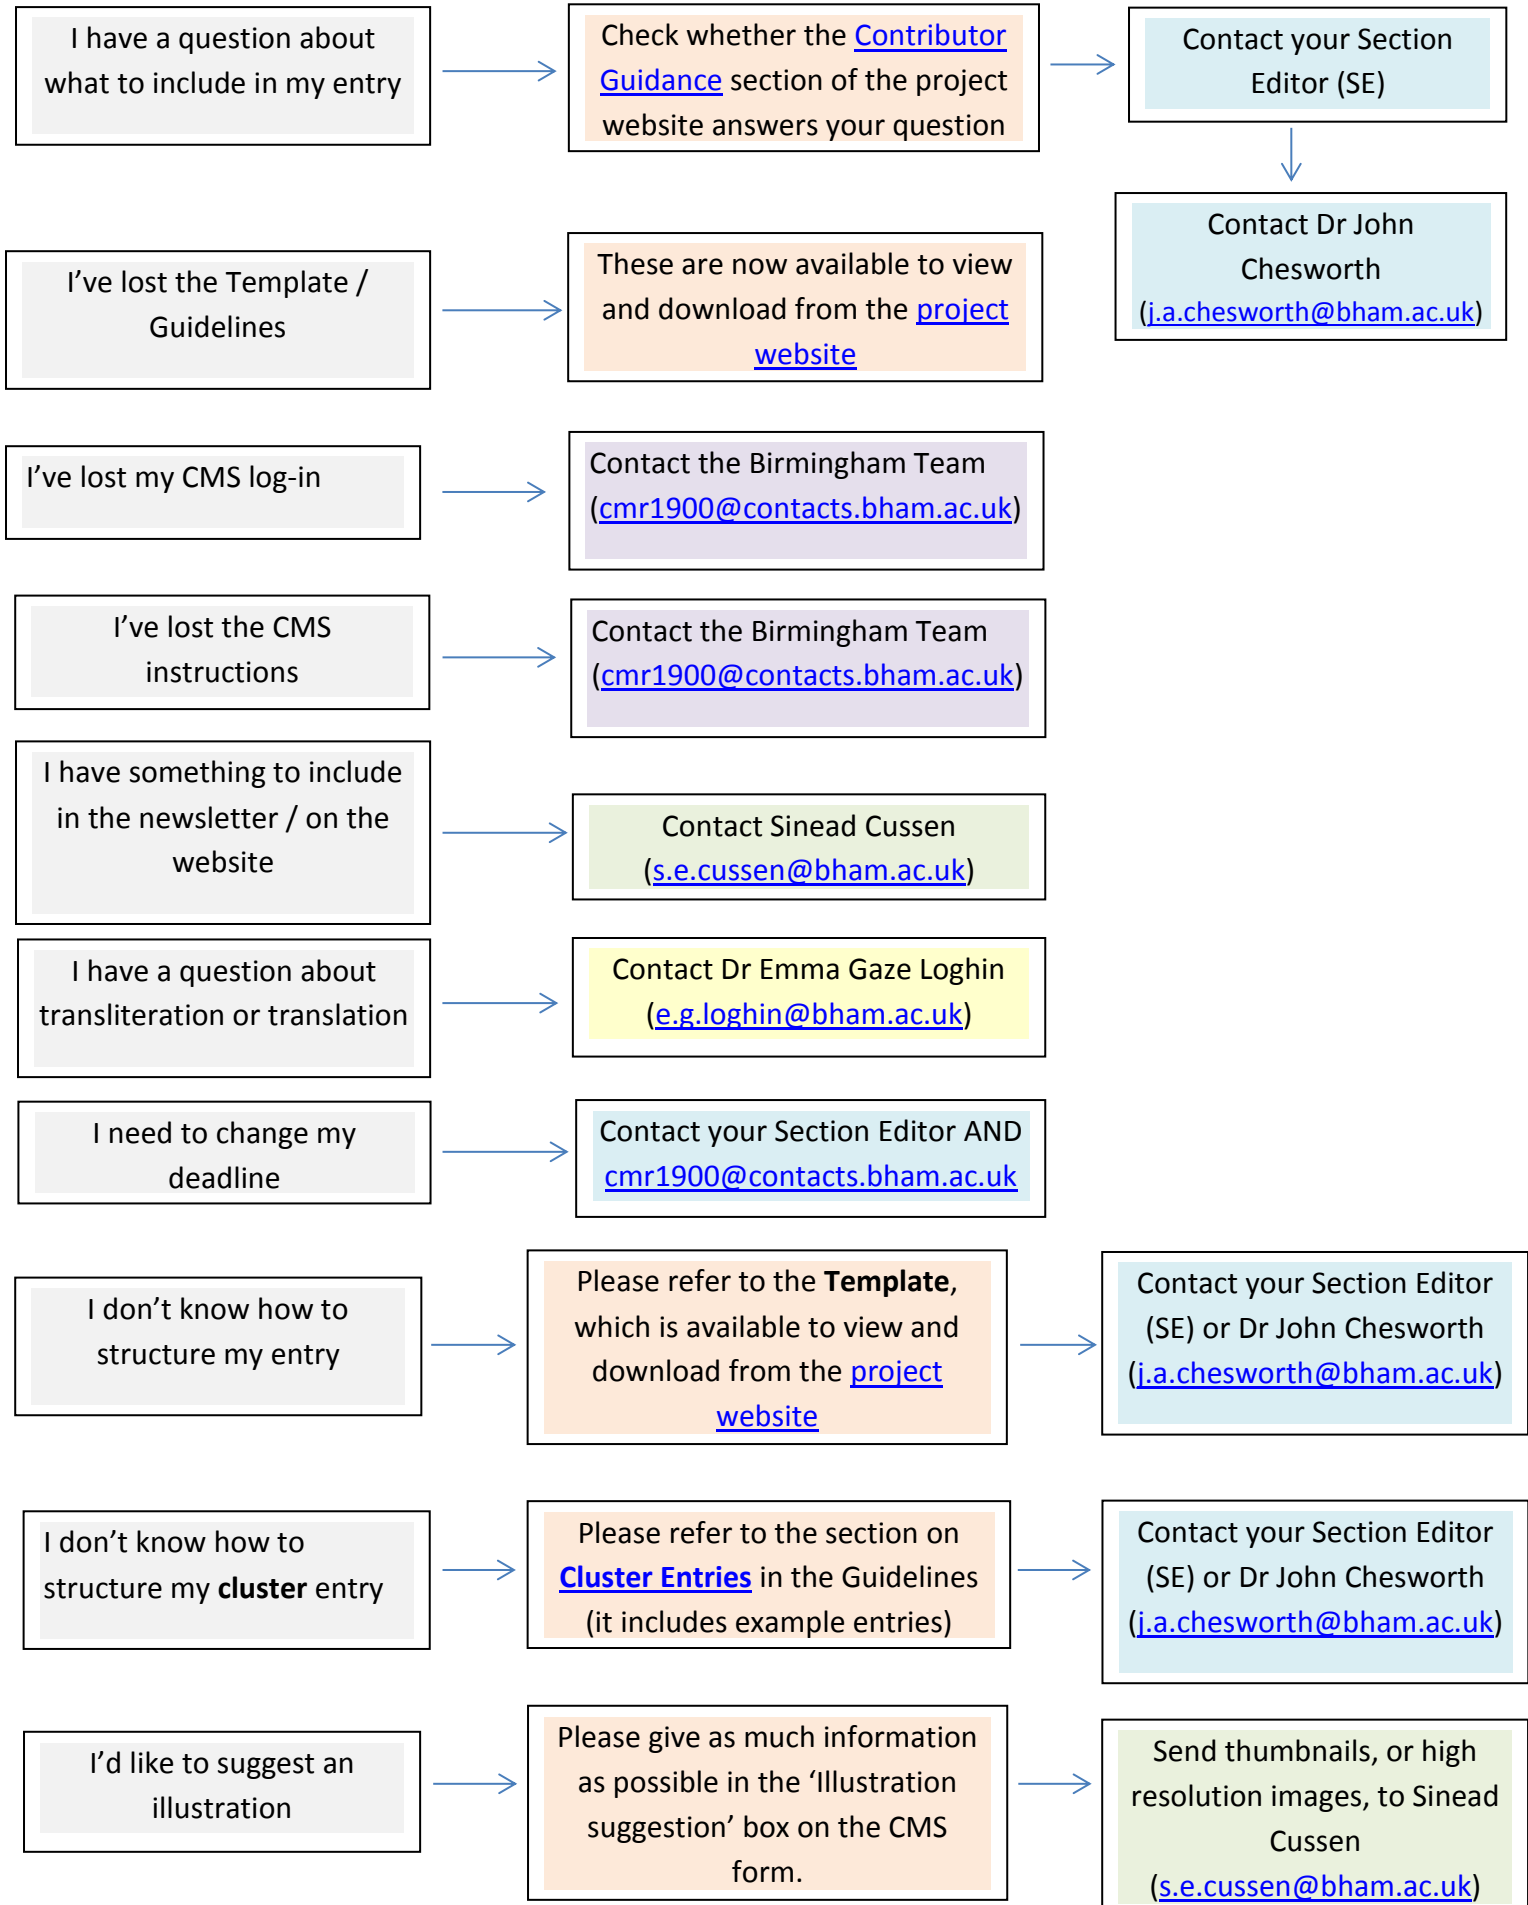 I have a question about
what to include in my entry
Check whether the Contributor
Guidance section of the project
website answers your question
Contact your Section
Editor (SE)
Contact Dr John
Chesworth
(j.a.chesworth@bham.ac.uk)
I’ve lost the Template /
Guidelines
These are now available to view
and download from the project
website
I’ve lost my CMS log-in
Contact the Birmingham Team
(cmr1900@contacts.bham.ac.uk)
I’ve lost the CMS
instructions
Contact the Birmingham Team
(cmr1900@contacts.bham.ac.uk)
I have something to include
in the newsletter / on the
website
Contact Sinead Cussen
(s.e.cussen@bham.ac.uk)
I have a question about
transliteration or translation
Contact Dr Emma Gaze Loghin
(e.g.loghin@bham.ac.uk)
I need to change my
deadline
Contact your Section Editor AND
cmr1900@contacts.bham.ac.uk
I don’t know how to
structure my entry
Please refer to the Template,
which is available to view and
download from the project
website
Contact your Section Editor
(SE) or Dr John Chesworth
(j.a.chesworth@bham.ac.uk)
I don’t know how to
structure my cluster entry
Please refer to the section on
Cluster Entries in the Guidelines
(it includes example entries)
Contact your Section Editor
(SE) or Dr John Chesworth
(j.a.chesworth@bham.ac.uk)
I’d like to suggest an
illustration
Please give as much information
as possible in the ‘Illustration
suggestion’ box on the CMS
form.
Send thumbnails, or high
resolution images, to Sinead
Cussen
(s.e.cussen@bham.ac.uk)